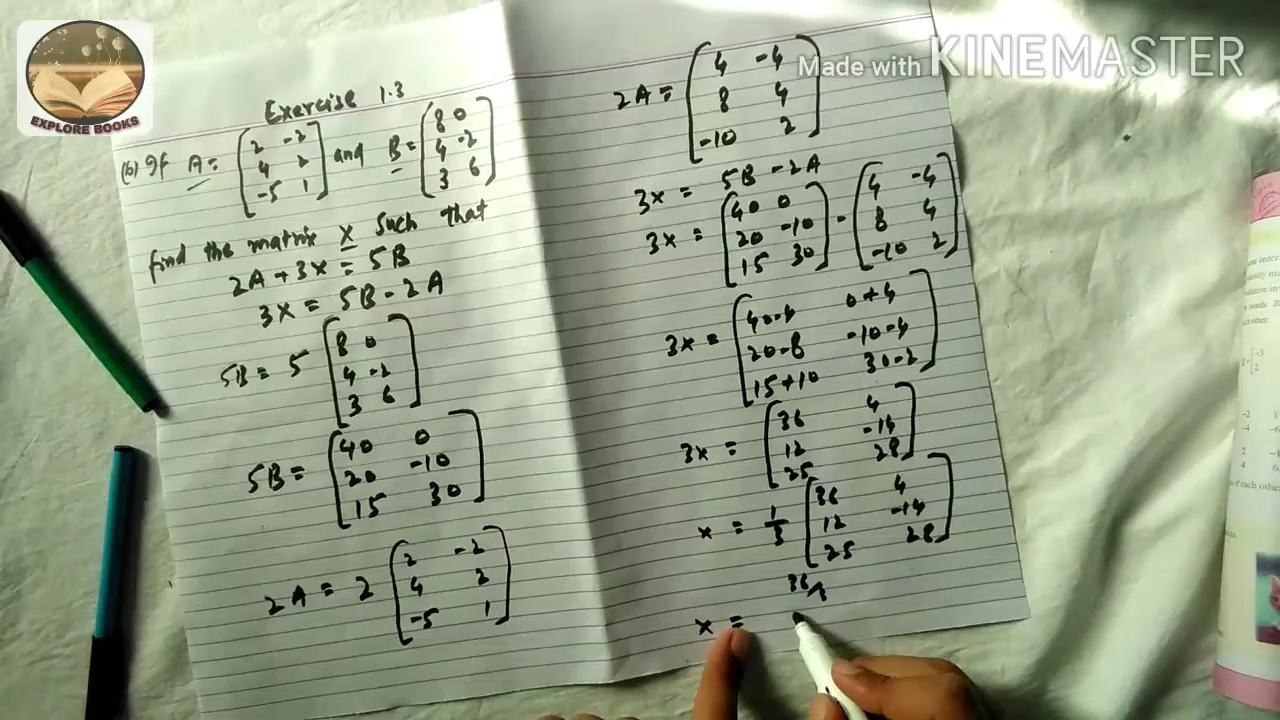 EXPLORE BOOKS
Made with KINEMASTER
Exercise 1.3
(6) If A = [2 -2
4 2
-5 1] and B = [8 0
4 -2
3 6]
find the matrix X such that
2A + 3x = 5B
3x = 5B - 2A
5B = 5 [8 0
4 -2
3 6]
5B = [40 0
20 -10
15 30]
2A = 2 [2 -2
4 2
-5 1]
2A = [4 -4
8 4
-10 2]
3x = 5B - 2A
3x = [40 0
20 -10
15 30] - [4 -4
8 4
-10 2]
3x = [40-4 0+4
20-8 -10-4
15+10 30-2]
3x = [36 4
12 -14
25 28]
x = 1/3 [36 4
12 -14
25 28]
36/
x =